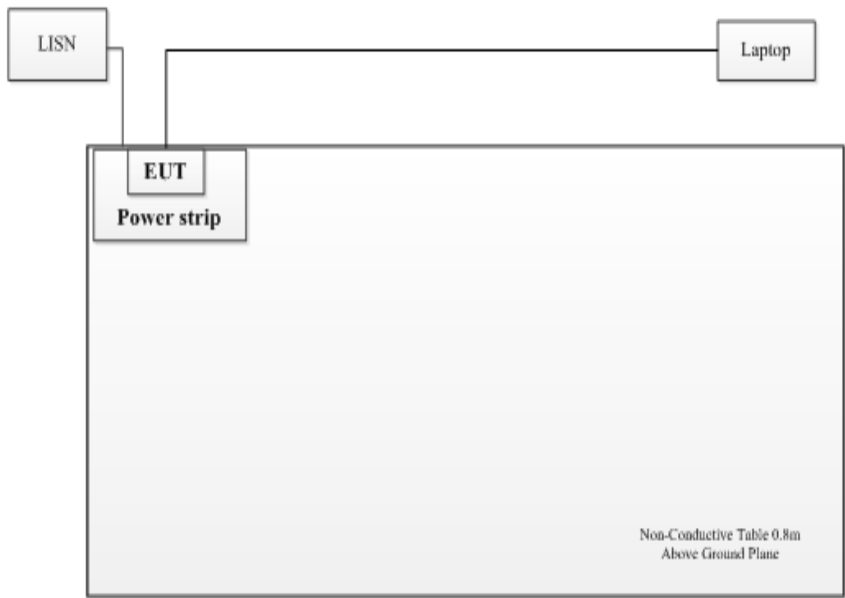 LISN
Laptop
EUT
Power strip
Non-Conductive Table 0.8m
Above Ground Plane